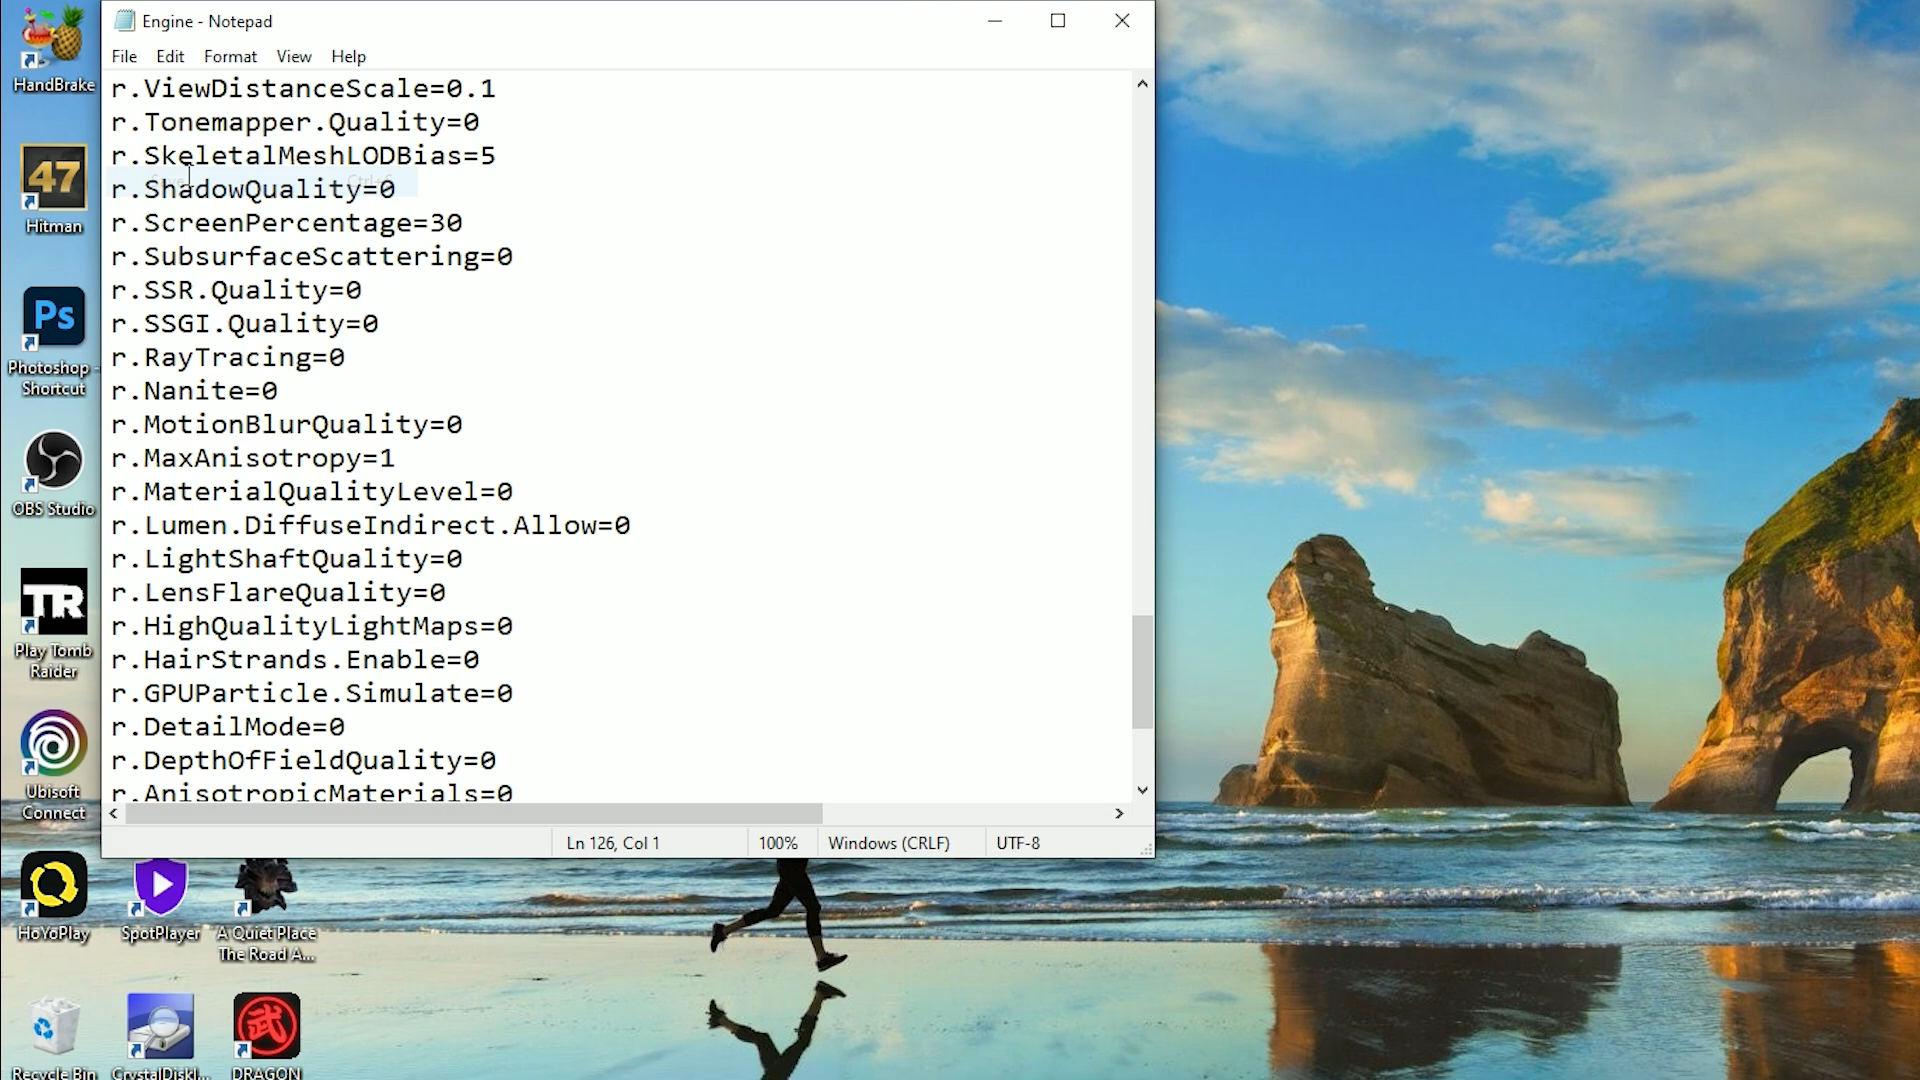 Engine - Notepad
File Edit Format View Help
r.ViewDistanceScale=0.1
r.Tonemapper.Quality=0
r.SkeletalMeshLODBias=5
r.ShadowQuality=0
r.ScreenPercentage=30
r.SubsurfaceScattering=0
r.SSR.Quality=0
r.SSGI.Quality=0
r.RayTracing=0
r.Nanite=0
r.MotionBlurQuality=0
r.MaxAnisotropy=1
r.MaterialQualityLevel=0
r.Lumen.DiffuseIndirect.Allow=0
r.LightShaftQuality=0
r.LensFlareQuality=0
r.HighQualityLightMaps=0
r.HairStrands.Enable=0
r.GPUParticle.Simulate=0
r.DetailMode=0
r.DepthOfFieldQuality=0
r.AnisotropicMaterials=0
Ln 126, Col 1
100%
Windows (CRLF)
UTF-8
HandBrake
47
Hitman
Ps
Photoshop -
Shortcut
OBS Studio
TR
Play Tomb
Raider
Ubisoft
Connect
HoYoPlay
SpotPlayer
A Quiet Place
The Road A...
Recycle Bin
CrystalDiskI...
武
DRAGON